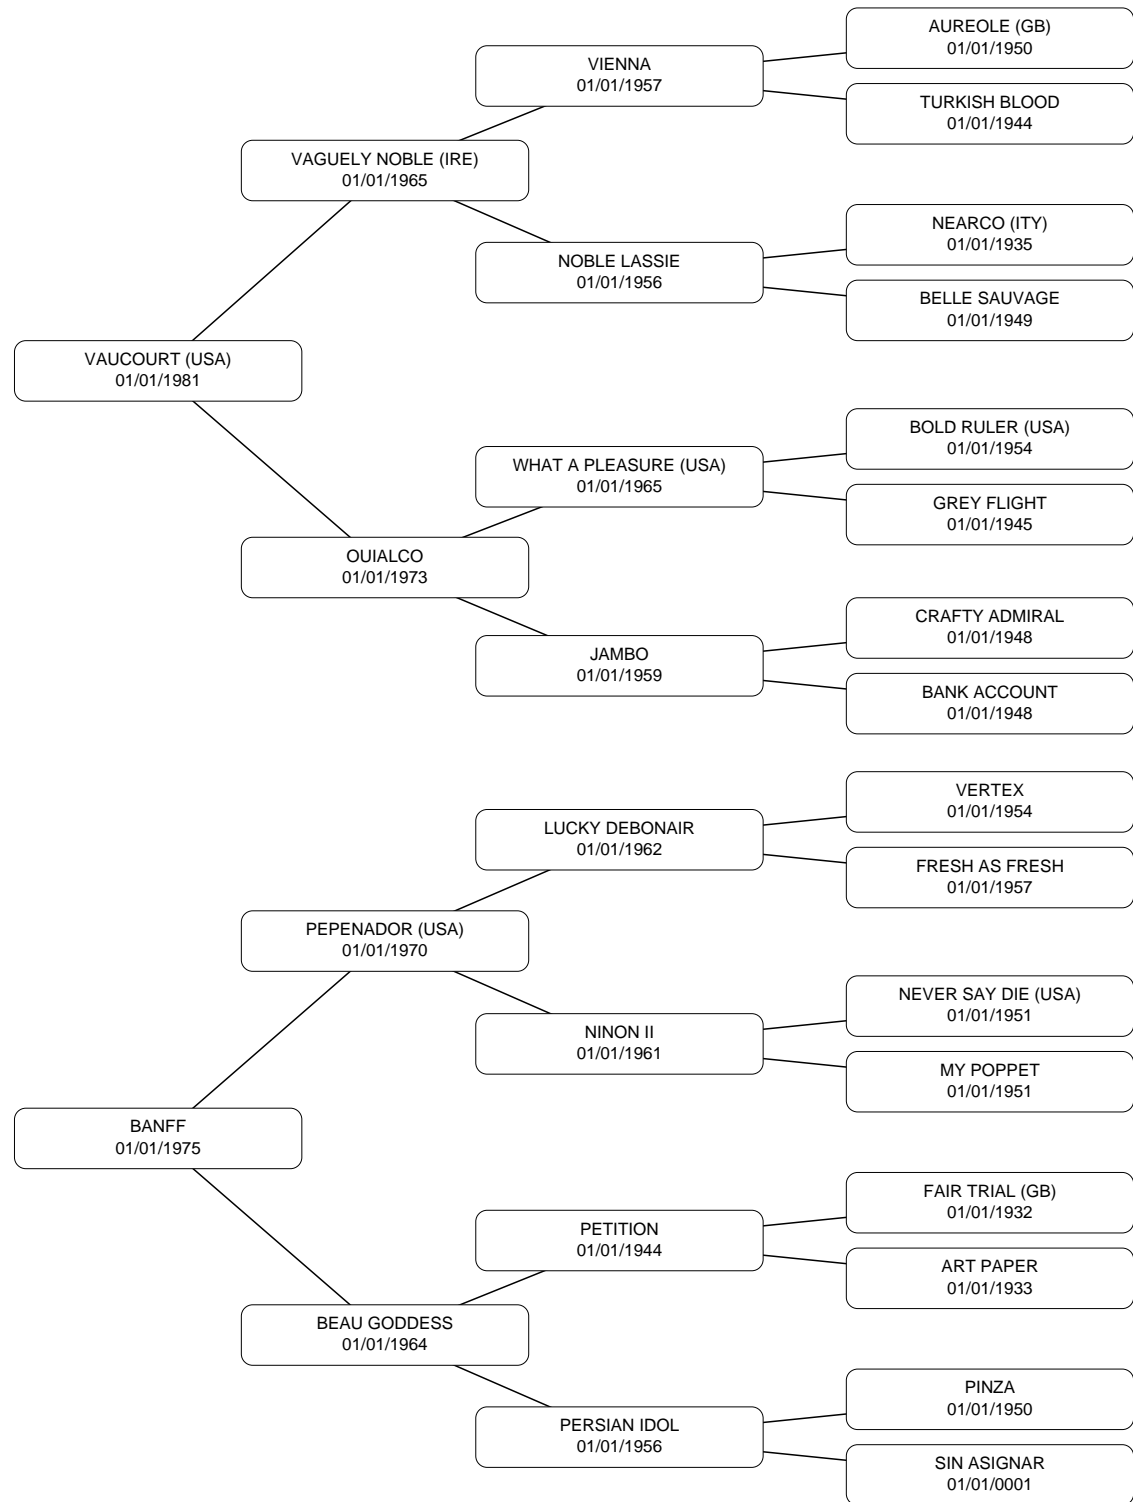 AUREOLE (GB)
01/01/1950
VIENNA
01/01/1957
TURKISH BLOOD
01/01/1944
VAGUELY NOBLE (IRE)
01/01/1965
NEARCO (ITY)
01/01/1935
NOBLE LASSIE
01/01/1956
BELLE SAUVAGE
01/01/1949
VAUCOURT (USA)
01/01/1981
BOLD RULER (USA)
01/01/1954
WHAT A PLEASURE (USA)
01/01/1965
GREY FLIGHT
01/01/1945
OUIALCO
01/01/1973
CRAFTY ADMIRAL
01/01/1948
JAMBO
01/01/1959
BANK ACCOUNT
01/01/1948
VERTEX
01/01/1954
LUCKY DEBONAIR
01/01/1962
FRESH AS FRESH
01/01/1957
PEPENADOR (USA)
01/01/1970
NEVER SAY DIE (USA)
01/01/1951
NINON II
01/01/1961
MY POPPET
01/01/1951
BANFF
01/01/1975
FAIR TRIAL (GB)
01/01/1932
PETITION
01/01/1944
ART PAPER
01/01/1933
BEAU GODDESS
01/01/1964
PINZA
01/01/1950
PERSIAN IDOL
01/01/1956
SIN ASIGNAR
01/01/0001